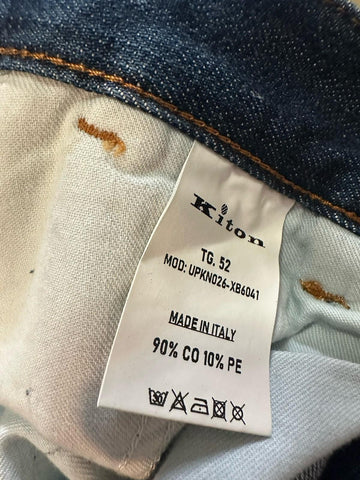 Kiton
TG. 52
MOD: UPKN026-XB6041
MADE IN ITALY
90% CO 10% PE